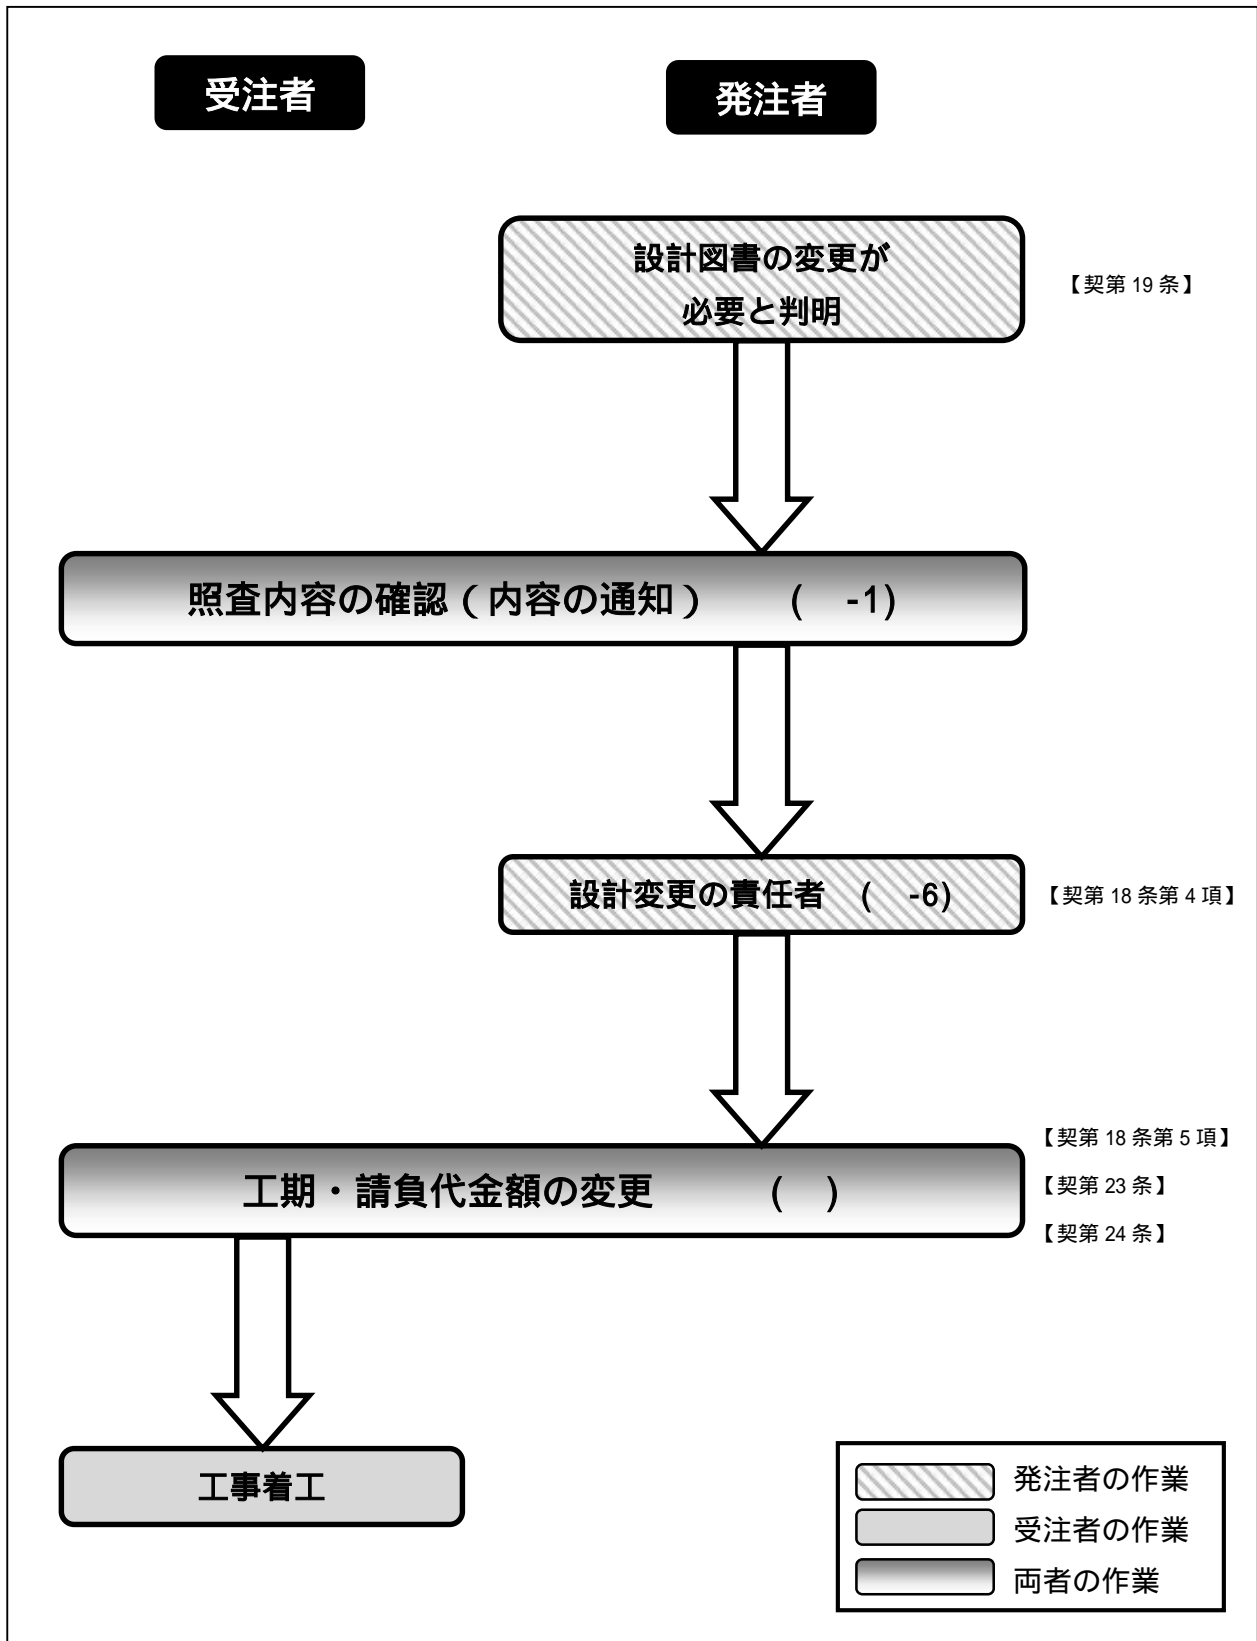 受注者
発注者
設計図書の変更が
必要と判明
【契第 19 条】
照査内容の確認（内容の通知） ( -1)
設計変更の責任者 ( -6)
【契第 18 条第 4 項】
【契第 18 条第 5 項】
工期・請負代金額の変更 ( )
【契第 23 条】
【契第 24 条】
工事着工
発注者の作業
受注者の作業
両者の作業